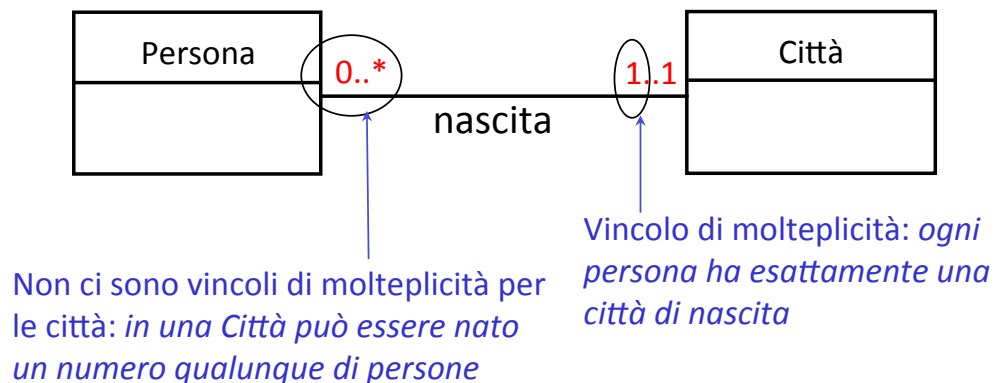 Persona
Città
0..*
1..1
nascita
Vincolo di molteplicità: ogni
persona ha esattamente una
città di nascita
Non ci sono vincoli di molteplicità per
le città: in una Città può essere nato
un numero qualunque di persone